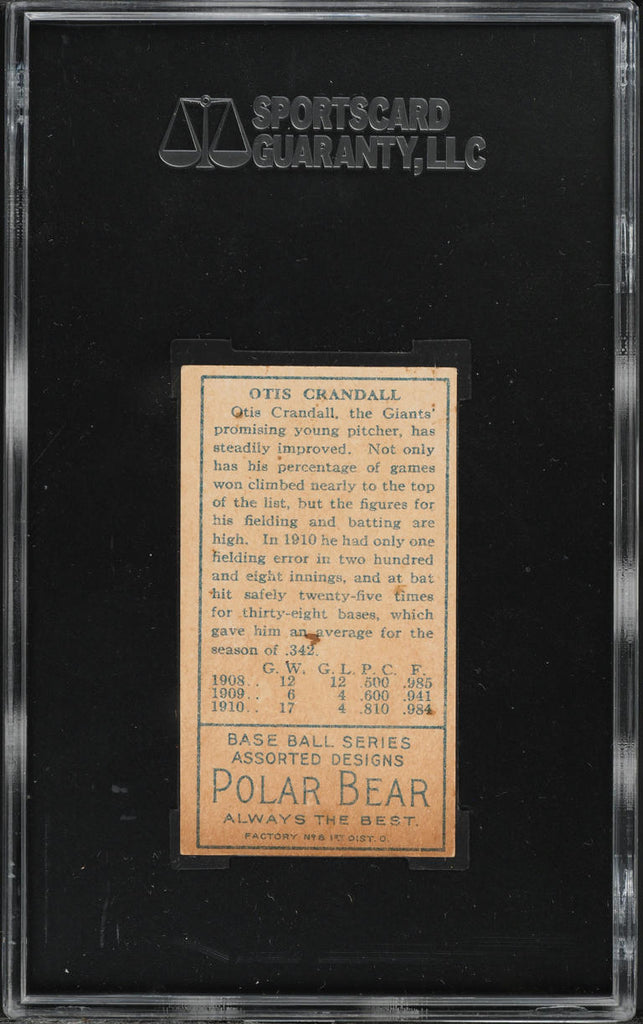 SPORTSCARD
GUARANTY, LLC
OTIS CRANDALL
Otis Crandall, the Giants'
promising young pitcher, has
steadily improved. Not only
has his percentage of games
won climbed nearly to the top
of the list, but the figures for
his fielding and batting are
high. In 1910 he had only one
fielding error in two hundred
and eight innings, and at bat
hit safely twenty-five times
for thirty-eight bases, which
gave him an average for the
season of .342.
G. W. G. L. P. C. F.
1908.. 12 12 .500 .985
1909.. 6 4 .600 .941
1910.. 17 4 .810 .984
BASE BALL SERIES
ASSORTED DESIGNS
POLAR BEAR
ALWAYS THE BEST.
FACTORY Nº 6 1ST DIST. O.